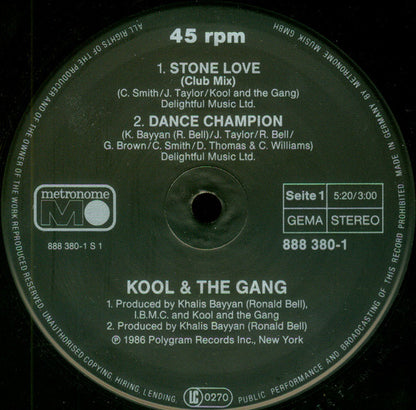 ALL RIGHTS OF THE PRODUCER AND OF THE OWNER OF THE WORK REPRODUCED RESERVED. UNAUTHORISED COPYING, HIRING, LENDING, PUBLIC PERFORMANCE AND BROADCASTING OF THIS RECORD PROHIBITED. MADE IN GERMANY BY METRONOME MUSIK GMBH
45 rpm
1. STONE LOVE
(Club Mix)
(C. Smith/J. Taylor/Kool and the Gang)
Delightful Music Ltd.
2. DANCE CHAMPION
(K. Bayyan (R. Bell)/J. Taylor/R. Bell/
G. Brown/C. Smith/D. Thomas & C. Williams)
Delightful Music Ltd.
metronome
M
888 380-1 S 1
Seite 1 5:20/3:00
GEMA STEREO
888 380-1
KOOL & THE GANG
1. Produced by Khalis Bayyan (Ronald Bell),
I.B.M.C. and Kool and the Gang
2. Produced by Khalis Bayyan (Ronald Bell)
℗ 1986 Polygram Records Inc., New York
LC 0270